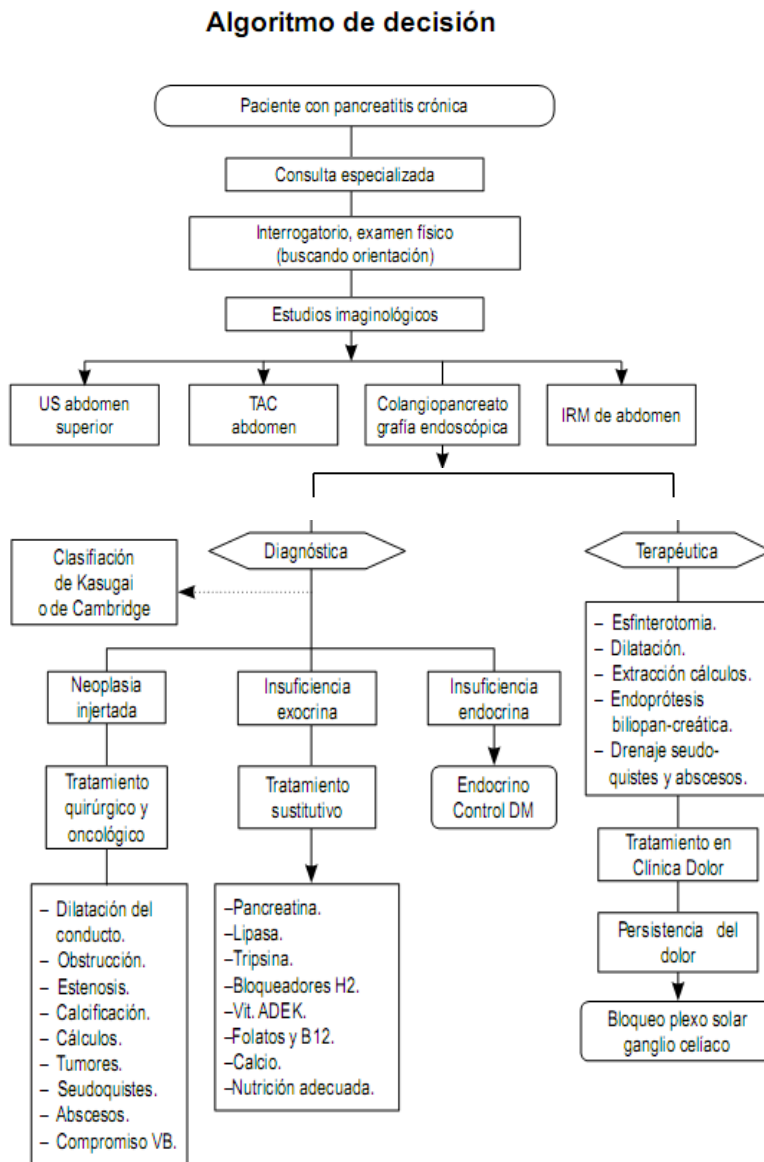 Algoritmo de decisión
Paciente con pancreatitis crónica
Consulta especializada
Interrogatorio, examen físico
(buscando orientación)
Estudios imaginológicos
US abdomen
superior
TAC
abdomen
Colangiopancreato
grafía endoscópica
IRM de abdomen
Diagnóstica
Terapéutica
Clasifiación
de Kasugai
o de Cambridge
Neoplasia
injertada
Insuficiencia
exocrina
Insuficiencia
endocrina
Tratamiento
quirúrgico y
oncológico
Tratamiento
sustitutivo
Endocrino
Control DM
– Dilatación del
conducto.
– Obstrucción.
– Estenosis.
– Calcificación.
– Cálculos.
– Tumores.
– Seudoquistes.
– Abscesos.
– Compromiso VB.
–Pancreatina.
–Lipasa.
–Tripsina.
–Bloqueadores H2.
–Vit. ADEK.
–Folatos y B12.
–Calcio.
–Nutrición adecuada.
– Esfinterotomia.
– Dilatación.
– Extracción cálculos.
– Endoprótesis
biliopan-creática.
– Drenaje seudo-
quistes y abscesos.
Tratamiento en
Clínica Dolor
Persistencia del
dolor
Bloqueo plexo solar
ganglio celíaco